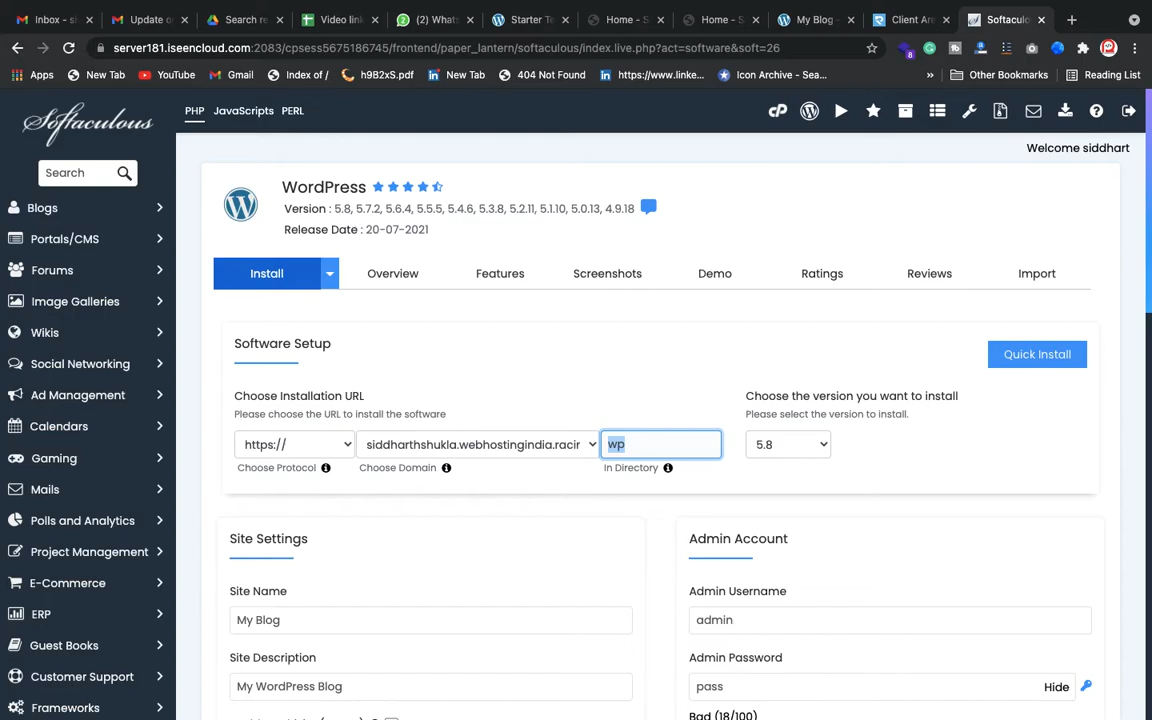 Inbox - si
Update o
Search re
Video link
(2) Whats
Starter Te
Home - S
Home - S
My Blog –
Client Are
Softaculo
server181.iseencloud.com:2083/cpsess5675186745/frontend/paper_lantern/softaculous/index.live.php?act=software&soft=26
8
Apps
New Tab
YouTube
Gmail
Index of /
h9B2xS.pdf
New Tab
404 Not Found
https://www.linke...
Icon Archive - Sea...
»
Other Bookmarks
Reading List
Softaculous
PHP JavaScripts PERL
Welcome siddhart
Search
Blogs
Portals/CMS
Forums
Image Galleries
Wikis
Social Networking
Ad Management
Calendars
Gaming
Mails
Polls and Analytics
Project Management
E-Commerce
ERP
Guest Books
Customer Support
Frameworks
WordPress
Version : 5.8, 5.7.2, 5.6.4, 5.5.5, 5.4.6, 5.3.8, 5.2.11, 5.1.10, 5.0.13, 4.9.18
Release Date : 20-07-2021
Install
Overview
Features
Screenshots
Demo
Ratings
Reviews
Import
Software Setup
Quick Install
Choose Installation URL
Please choose the URL to install the software
https://
siddharthshukla.webhostingindia.racin
wp
Choose Protocol
Choose Domain
In Directory
Choose the version you want to install
Please select the version to install.
5.8
Site Settings
Site Name
My Blog
Site Description
My WordPress Blog
Admin Account
Admin Username
admin
Admin Password
pass
Hide
Bad (18/100)